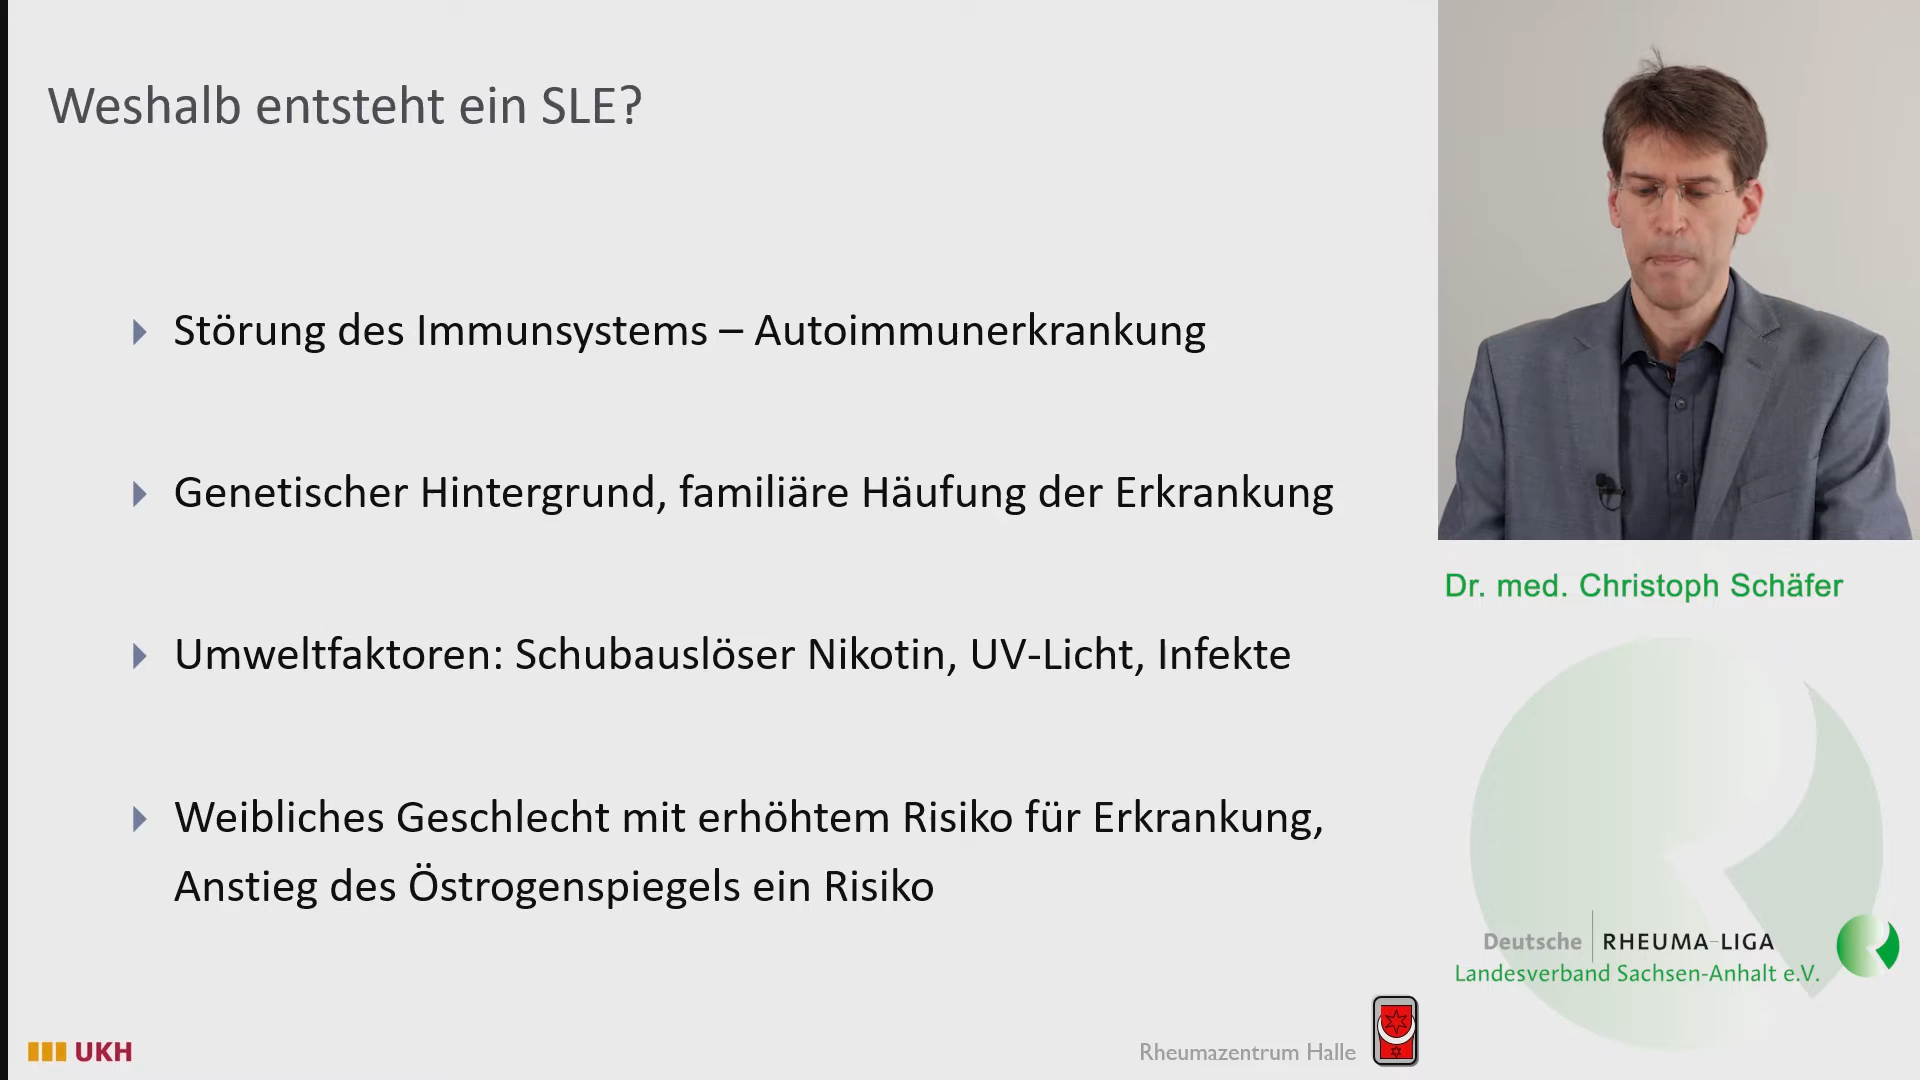 Weshalb entsteht ein SLE?
Störung des Immunsystems – Autoimmunerkrankung
Genetischer Hintergrund, familiäre Häufung der Erkrankung
Umweltfaktoren: Schubauslöser Nikotin, UV-Licht, Infekte
Weibliches Geschlecht mit erhöhtem Risiko für Erkrankung,
Anstieg des Östrogenspiegels ein Risiko
Dr. med. Christoph Schäfer
Deutsche RHEUMA-LIGA
Landesverband Sachsen-Anhalt e.V.
UKH
Rheumazentrum Halle